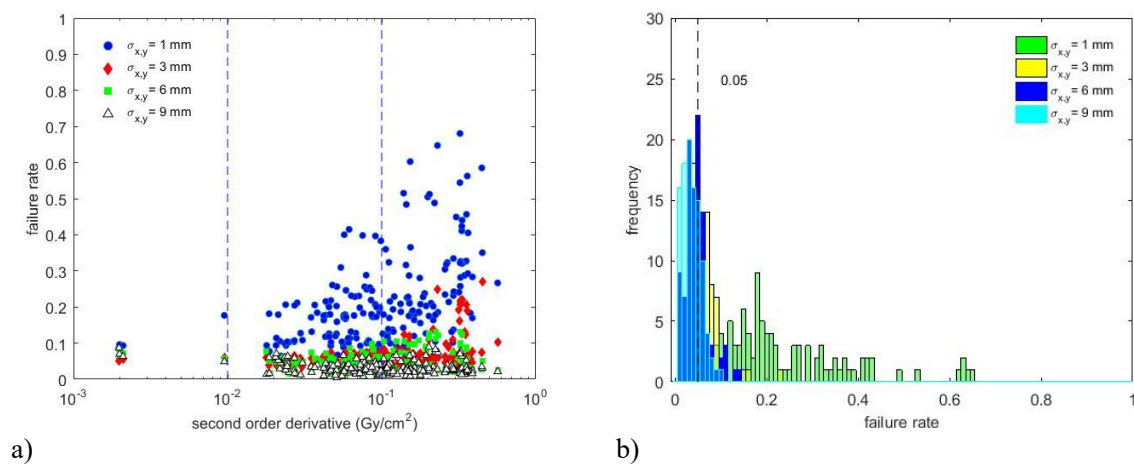 1
0.9
0.8
0.7
0.6
0.5
0.4
0.3
0.2
0.1
0
failure rate
σx,y = 1 mm
σx,y = 3 mm
σx,y = 6 mm
σx,y = 9 mm
10⁻³ 10⁻² 10⁻¹ 10⁰
second order derivative (Gy/cm²)
a)
30
25
20
15
10
5
0
frequency
0.05
σx,y = 1 mm
σx,y = 3 mm
σx,y = 6 mm
σx,y = 9 mm
0 0.2 0.4 0.6 0.8 1
failure rate
b)